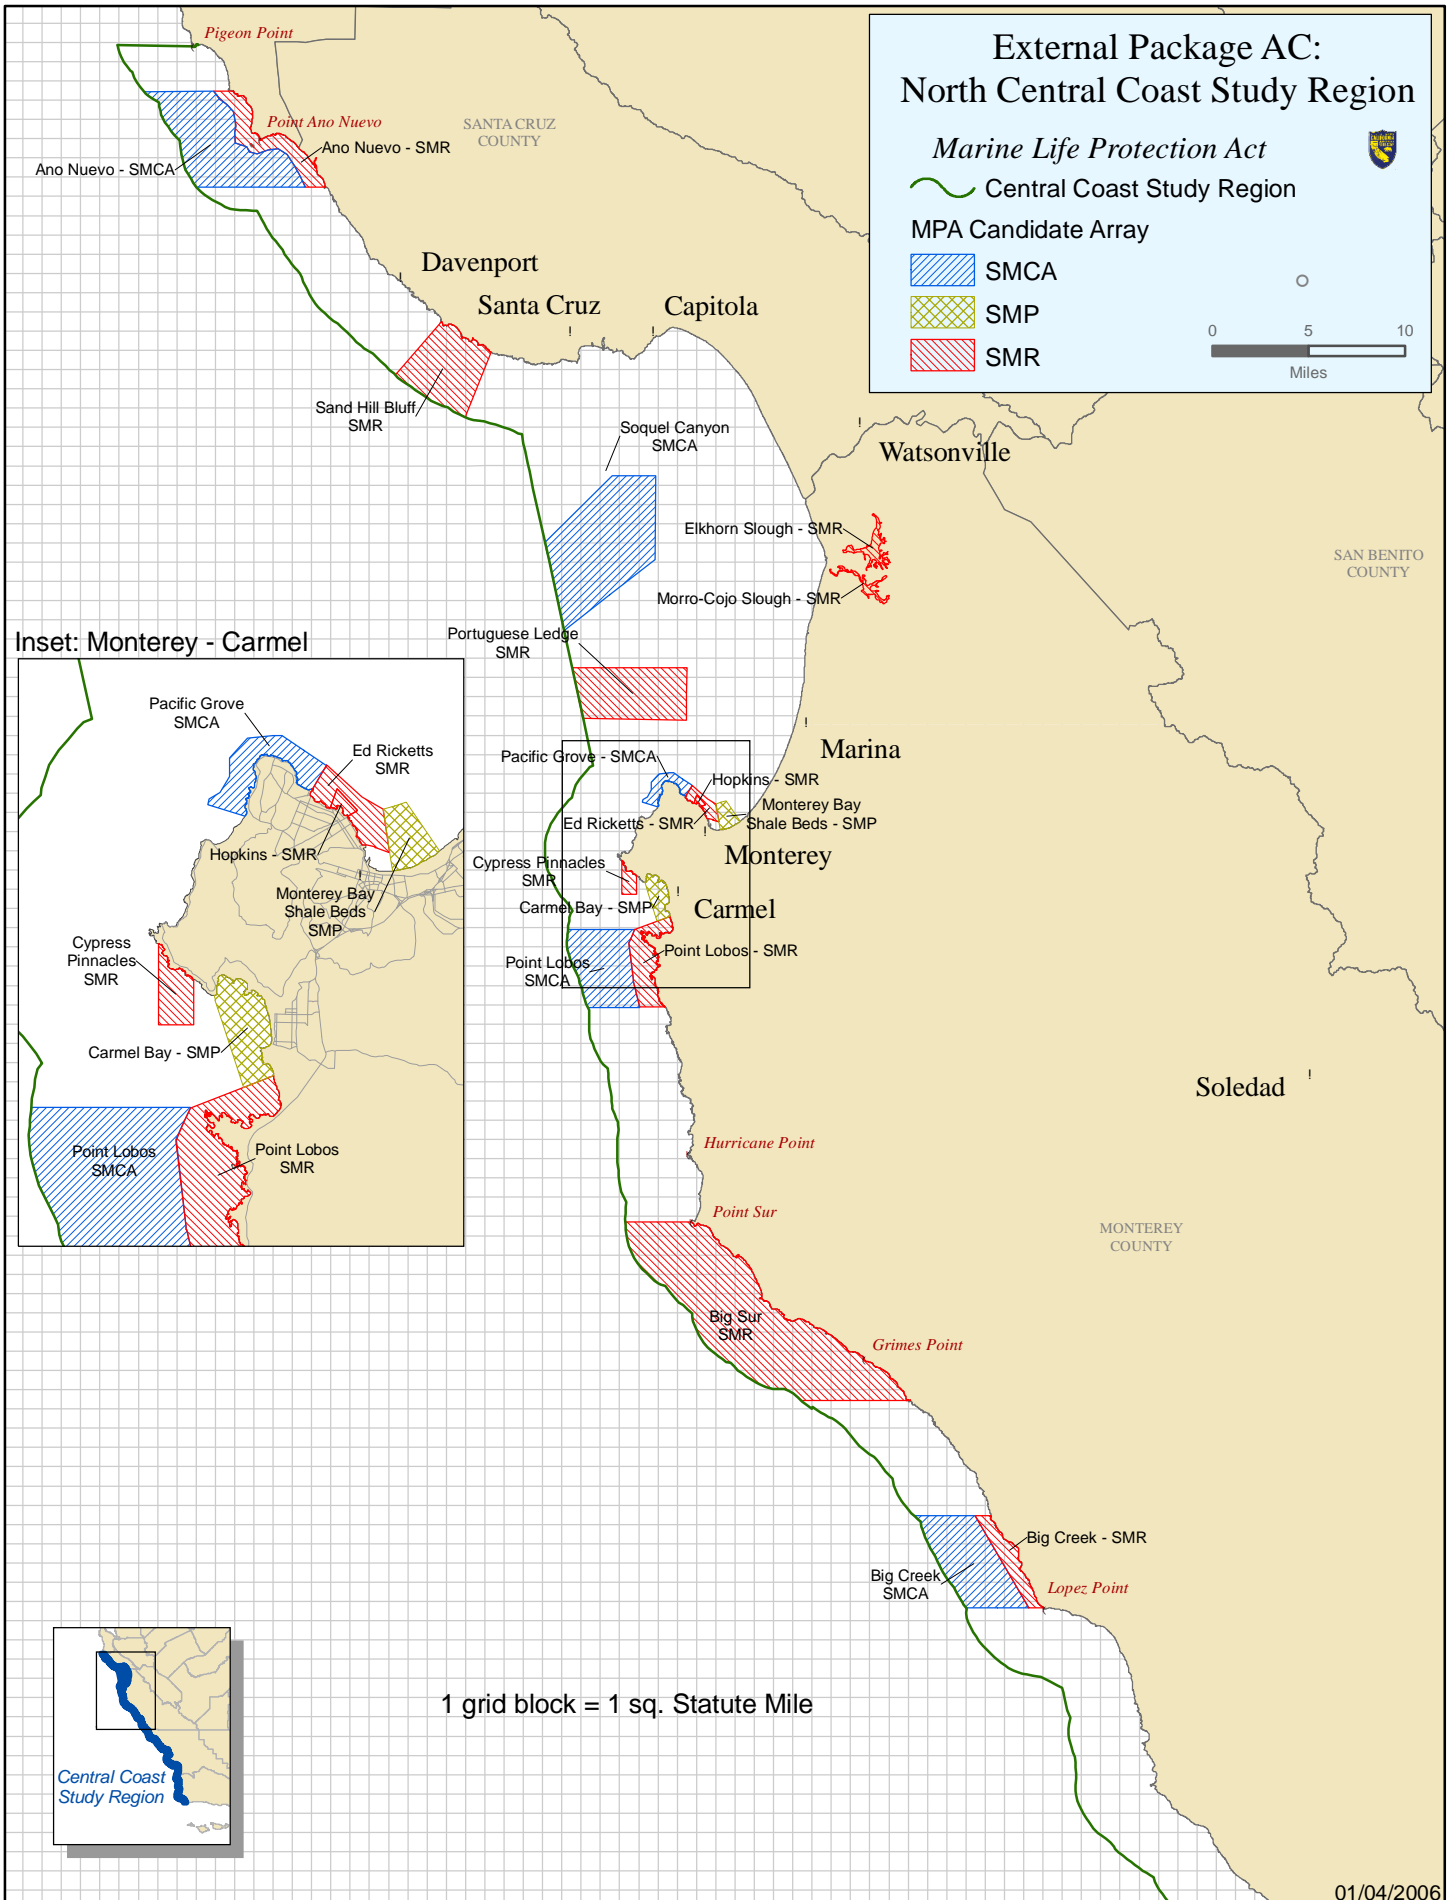 External Package AC:
North Central Coast Study Region
Marine Life Protection Act
Central Coast Study Region
MPA Candidate Array
SMCA
SMP
SMR
0 5 10
Miles
Pigeon Point
Point Ano Nuevo
SANTA CRUZ
COUNTY
Ano Nuevo - SMR
Ano Nuevo - SMCA
Davenport
Santa Cruz
Capitola
Sand Hill Bluff
SMR
Soquel Canyon
SMCA
Watsonville
Elkhorn Slough - SMR
SAN BENITO
COUNTY
Morro-Cojo Slough - SMR
Portuguese Ledge
SMR
Marina
Pacific Grove - SMCA
Hopkins - SMR
Monterey Bay
Shale Beds - SMP
Ed Ricketts - SMR
Monterey
Cypress Pinnacles
SMR
Carmel Bay - SMP
Carmel
Point Lobos - SMR
Point Lobos
SMCA
Soledad
Hurricane Point
Point Sur
MONTEREY
COUNTY
Big Sur
SMR
Grimes Point
Big Creek - SMR
Big Creek
SMCA
Lopez Point
Inset: Monterey - Carmel
Pacific Grove
SMCA
Ed Ricketts
SMR
Hopkins - SMR
Monterey Bay
Shale Beds
SMP
Cypress
Pinnacles
SMR
Carmel Bay - SMP
Point Lobos
SMCA
Point Lobos
SMR
1 grid block = 1 sq. Statute Mile
Central Coast
Study Region
01/04/2006